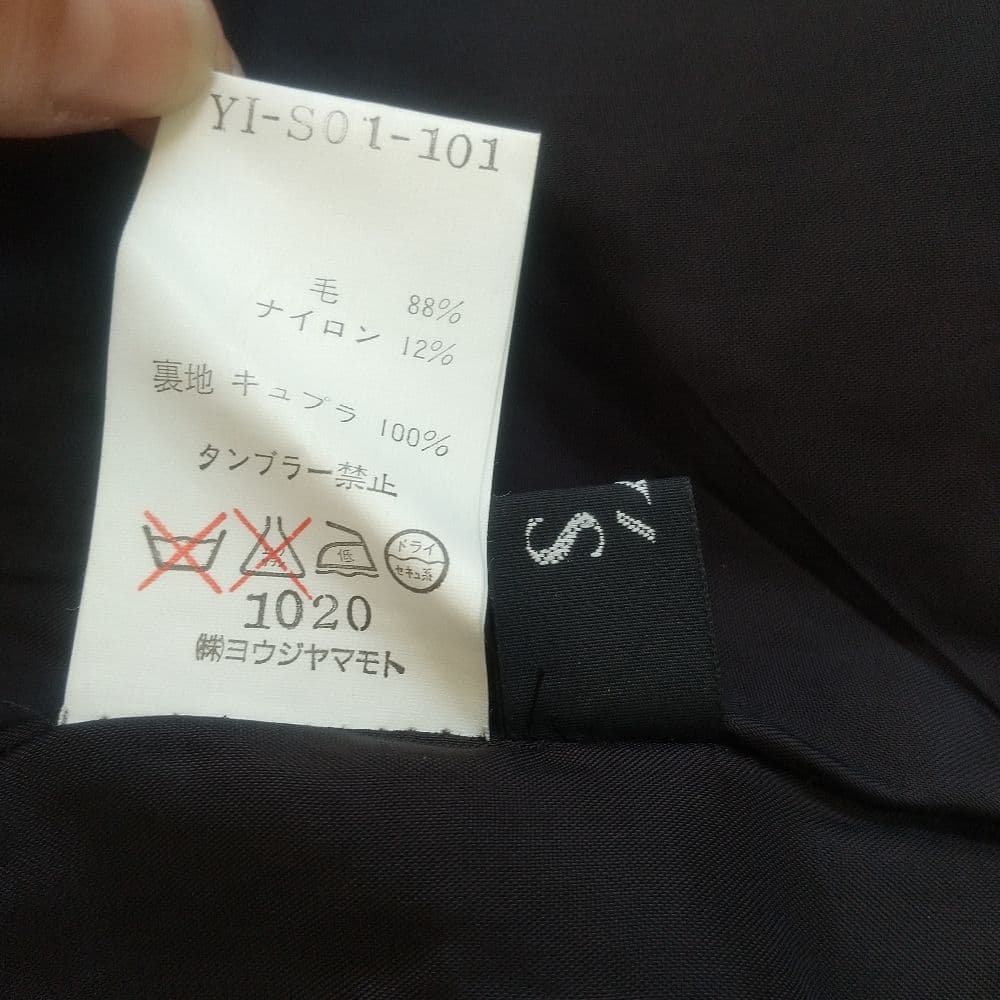 YI-S01-101
毛 88%
ナイロン 12%
裏地 キュプラ 100%
タンブラー禁止
低
ドライ
セキユ系
1020
㈱ヨウジヤマモト
S